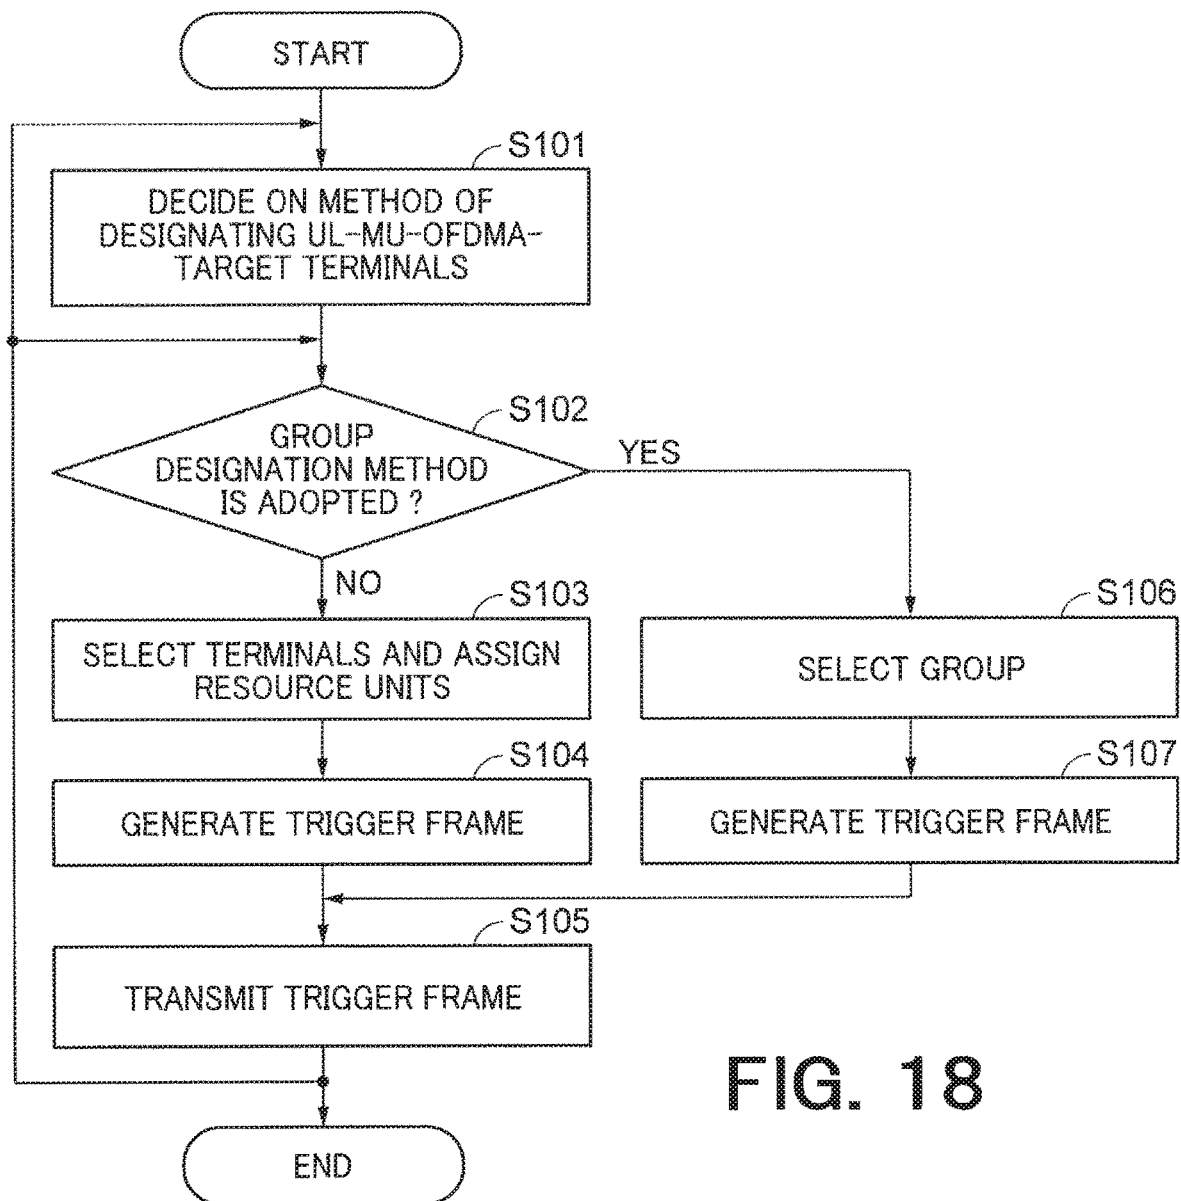 START
S101
DECIDE ON METHOD OF
DESIGNATING UL-MU-OFDMA-
TARGET TERMINALS
S102
GROUP
DESIGNATION METHOD
IS ADOPTED ?
YES
NO
S103
SELECT TERMINALS AND ASSIGN
RESOURCE UNITS
S106
SELECT GROUP
S104
GENERATE TRIGGER FRAME
S107
GENERATE TRIGGER FRAME
S105
TRANSMIT TRIGGER FRAME
END
FIG. 18